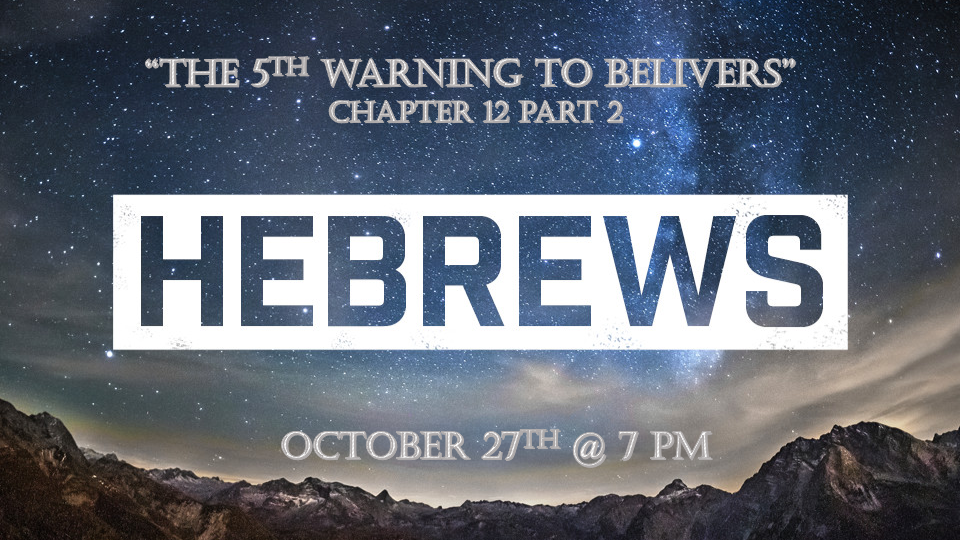 “THE 5TH WARNING TO BELIVERS”
CHAPTER 12 PART 2
HEBREWS
OCTOBER 27TH @ 7 PM